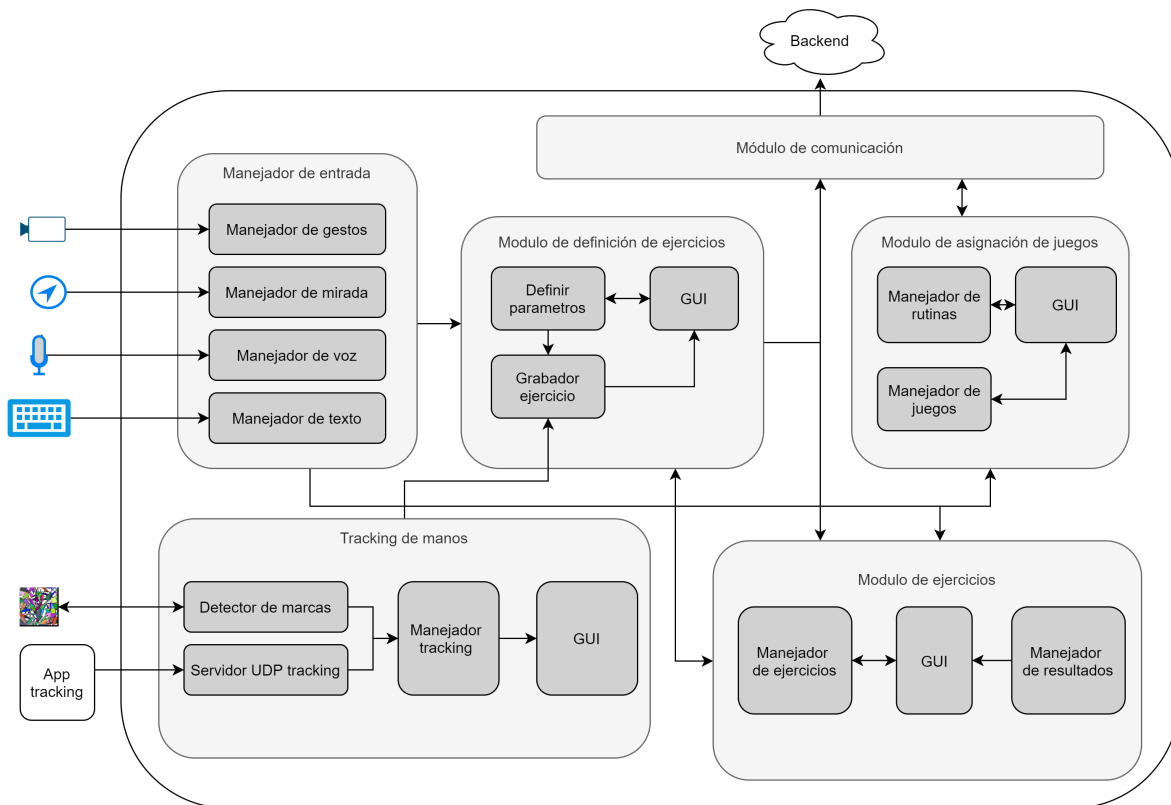 Backend
Módulo de comunicación
Manejador de entrada
Manejador de gestos
Manejador de mirada
Manejador de voz
Manejador de texto
Modulo de definición de ejercicios
Definir
parametros
GUI
Grabador
ejercicio
Modulo de asignación de juegos
Manejador de
rutinas
GUI
Manejador de
juegos
Tracking de manos
Detector de marcas
Servidor UDP tracking
Manejador
tracking
GUI
App
tracking
Modulo de ejercicios
Manejador
de ejercicios
GUI
Manejador
de resultados